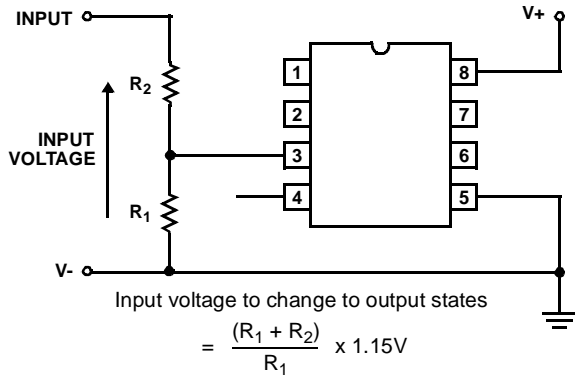 INPUT
V+
R2
INPUT
VOLTAGE
R1
V-
1
2
3
4
8
7
6
5
Input voltage to change to output states
= (R1 + R2) / R1 x 1.15V